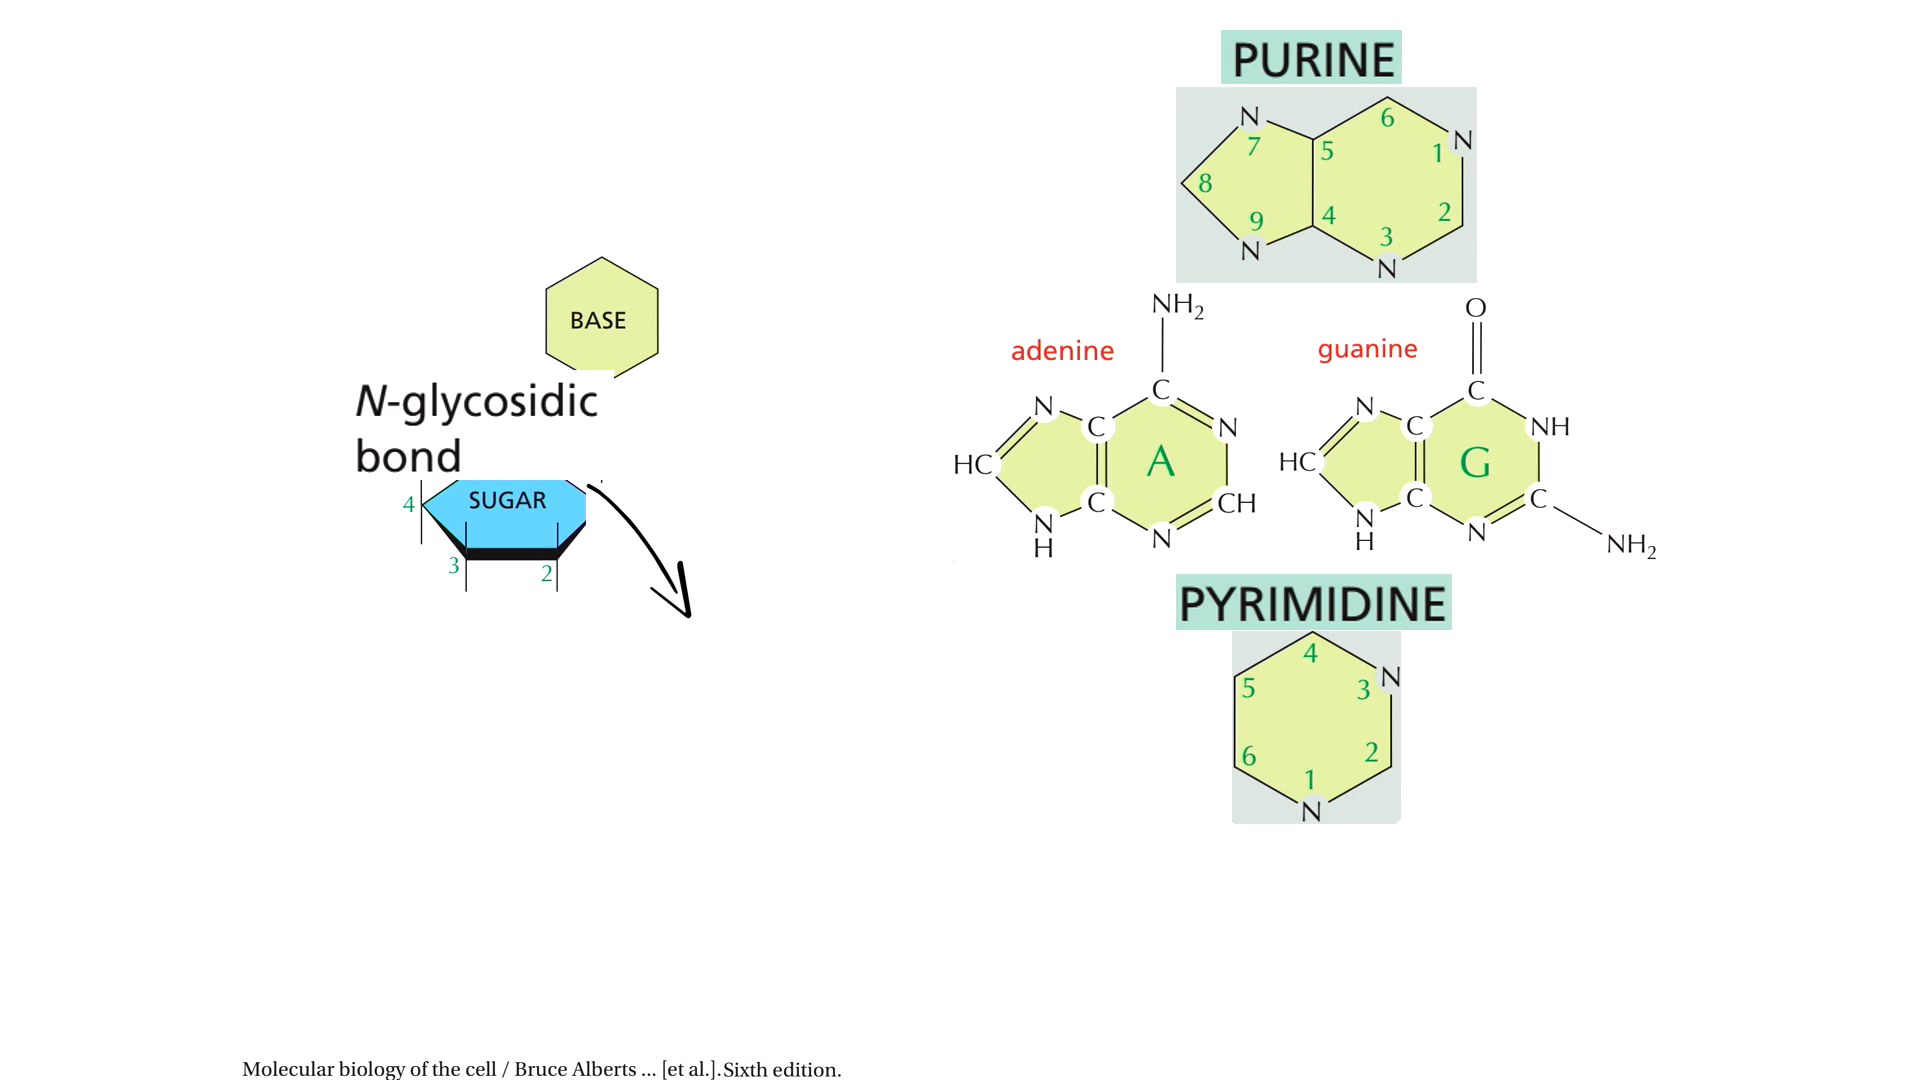 PURINE
N
7
8
9
N
5
4
6
1
N
2
3
N
BASE
N-glycosidic
bond
SUGAR
4
3
2
adenine
NH2
C
N
C
N
HC
A
C
CH
N
H
N
guanine
O
C
N
C
NH
HC
G
C
C
N
H
N
NH2
PYRIMIDINE
4
5
3
N
6
2
1
N
Molecular biology of the cell / Bruce Alberts ... [et al.]. Sixth edition.